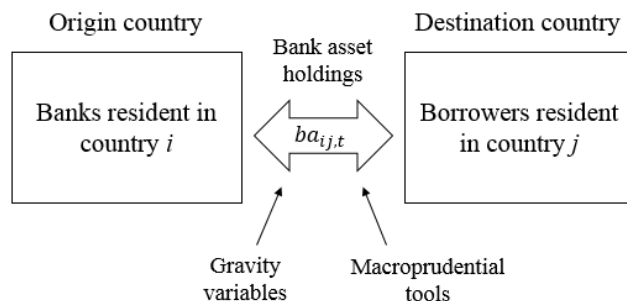 Origin country
Destination country
Bank asset
holdings
Banks resident in
country i
ba_{ij,t}
Borrowers resident
in country j
Gravity
variables
Macroprudential
tools